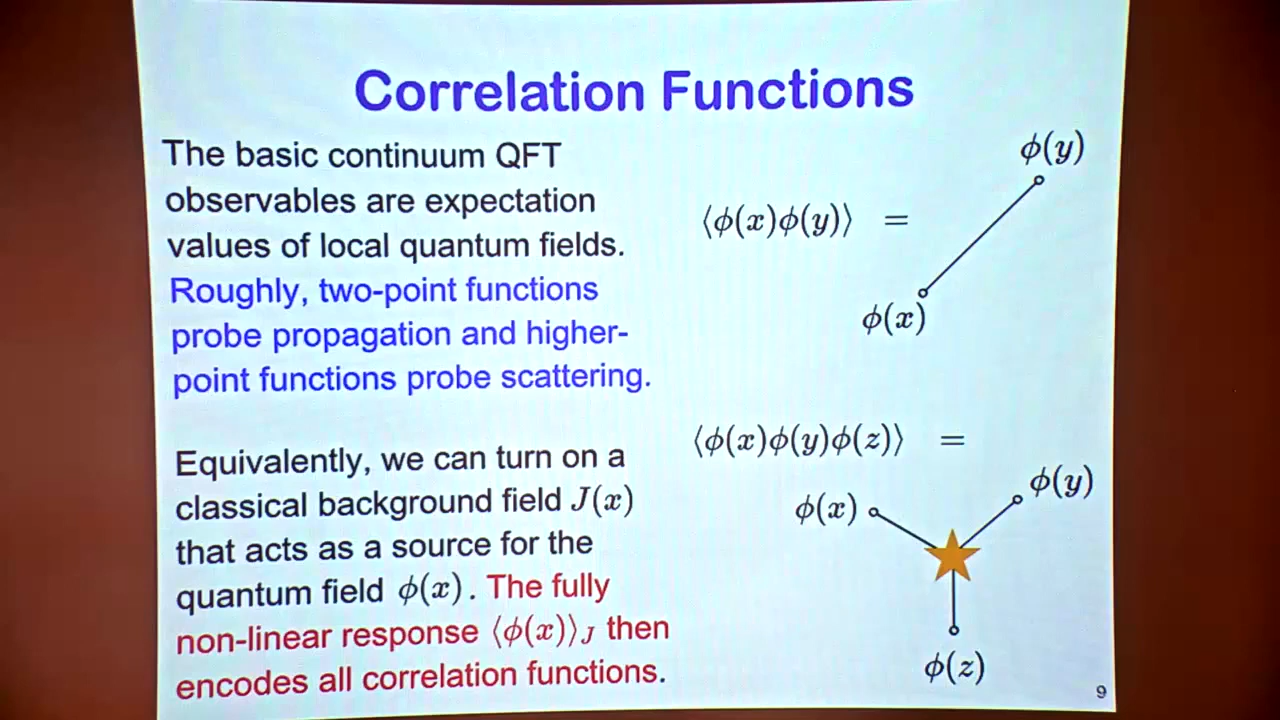 Correlation Functions
The basic continuum QFT
observables are expectation
values of local quantum fields.
Roughly, two-point functions
probe propagation and higher-
point functions probe scattering.
Equivalently, we can turn on a
classical background field J(x)
that acts as a source for the
quantum field ϕ(x). The fully
non-linear response ⟨ϕ(x)⟩_J then
encodes all correlation functions.
ϕ(y)
⟨ϕ(x)ϕ(y)⟩ =
ϕ(x)
⟨ϕ(x)ϕ(y)ϕ(z)⟩ =
ϕ(y)
ϕ(x)
ϕ(z)
9